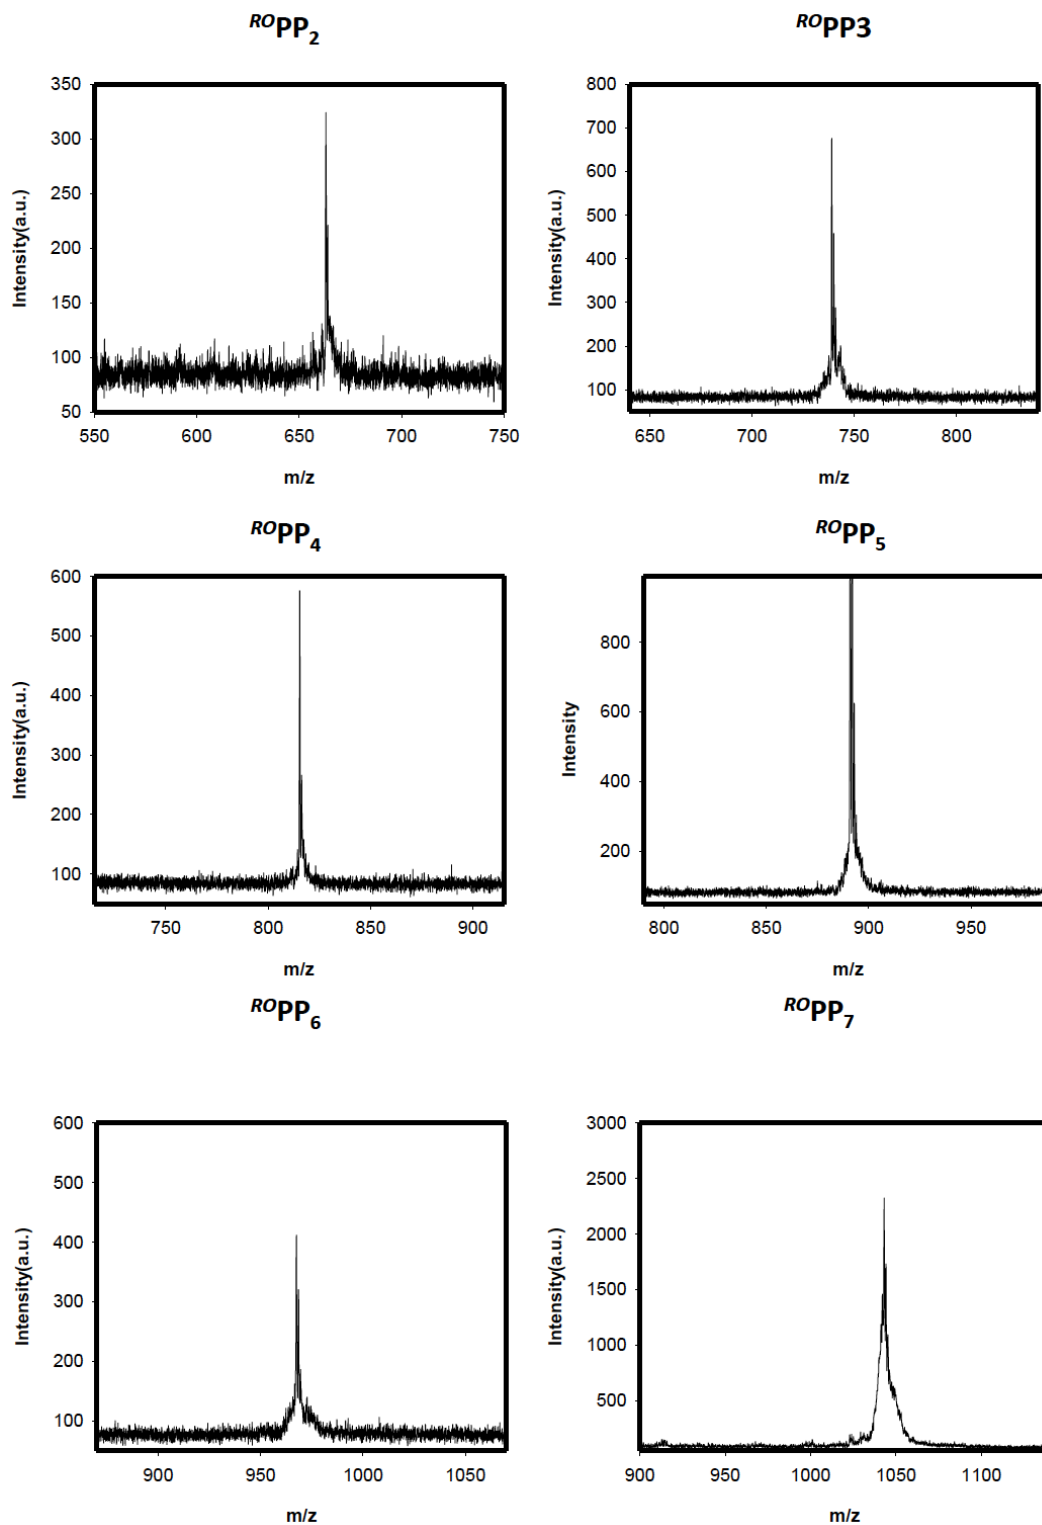 ROPP2
350
300
250
200
150
100
50
Intensity(a.u.)
550 600 650 700 750
m/z
ROPP3
800
700
600
500
400
300
200
100
Intensity(a.u.)
650 700 750 800
m/z
ROPP4
600
500
400
300
200
100
Intensity(a.u.)
750 800 850 900
m/z
ROPP5
800
600
400
200
Intensity
800 850 900 950
m/z
ROPP6
600
500
400
300
200
100
Intensity(a.u.)
900 950 1000 1050
m/z
ROPP7
3000
2500
2000
1500
1000
500
Intensity(a.u.)
900 950 1000 1050 1100
m/z